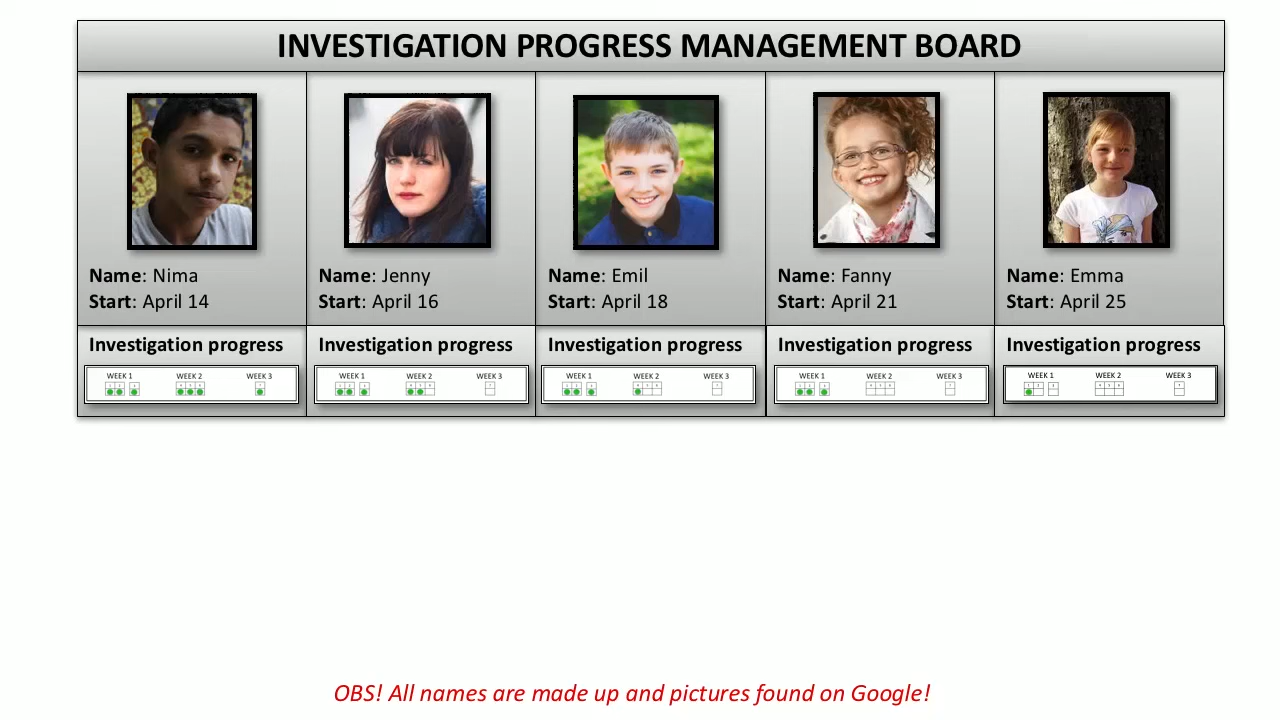 INVESTIGATION PROGRESS MANAGEMENT BOARD
Name: Nima
Start: April 14
Name: Jenny
Start: April 16
Name: Emil
Start: April 18
Name: Fanny
Start: April 21
Name: Emma
Start: April 25
Investigation progress
WEEK 1 WEEK 2 WEEK 3
Investigation progress
WEEK 1 WEEK 2 WEEK 3
Investigation progress
WEEK 1 WEEK 2 WEEK 3
Investigation progress
WEEK 1 WEEK 2 WEEK 3
Investigation progress
WEEK 1 WEEK 2 WEEK 3
OBS! All names are made up and pictures found on Google!